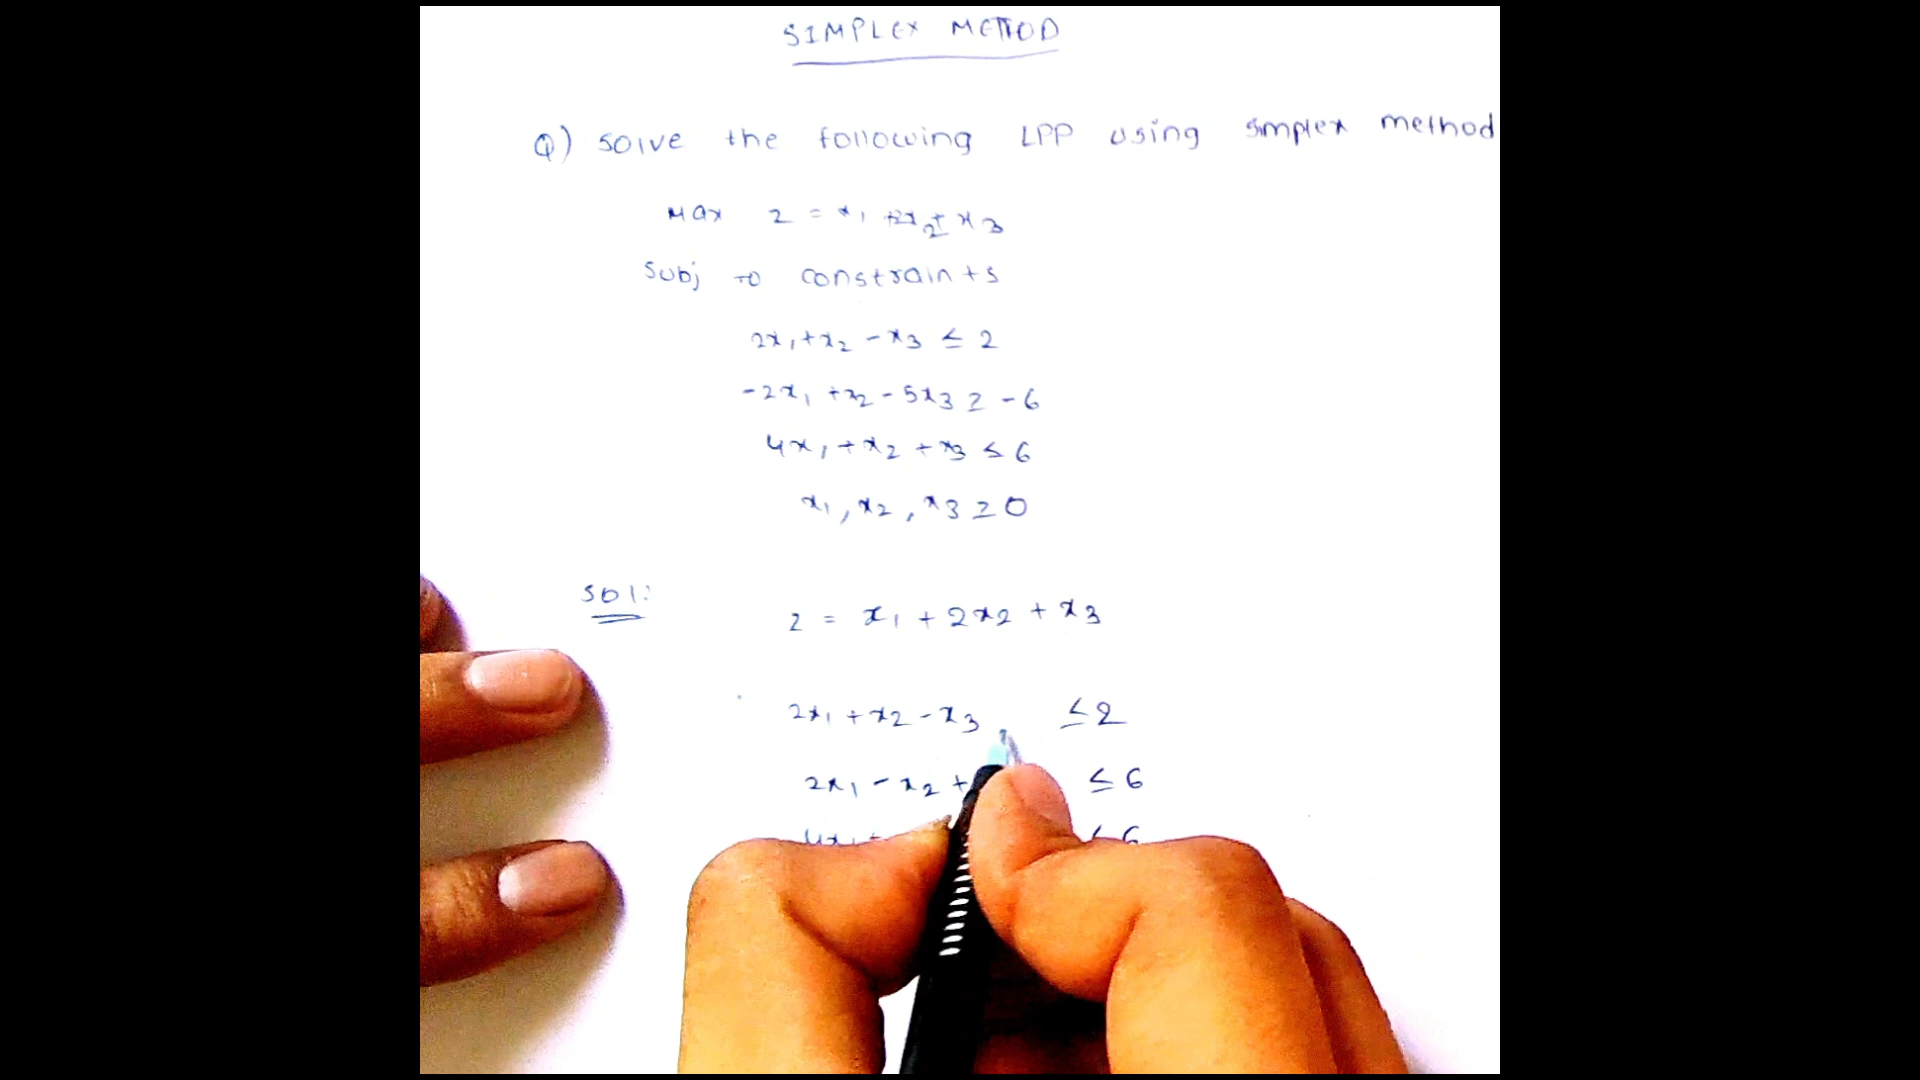 SIMPLEX METHOD
Q) solve the following LPP using simplex method
Max Z = x1 + 2x2 + x3
Subj TO constraints
2x1 + x2 - x3 ≤ 2
-2x1 + x2 - 5x3 ≥ -6
4x1 + x2 + x3 ≤ 6
x1, x2, x3 ≥ 0
Sol:
Z = x1 + 2x2 + x3
2x1 + x2 - x3 ≤ 2
2x1 - x2 + ≤ 6
4x1 + ≤ 6